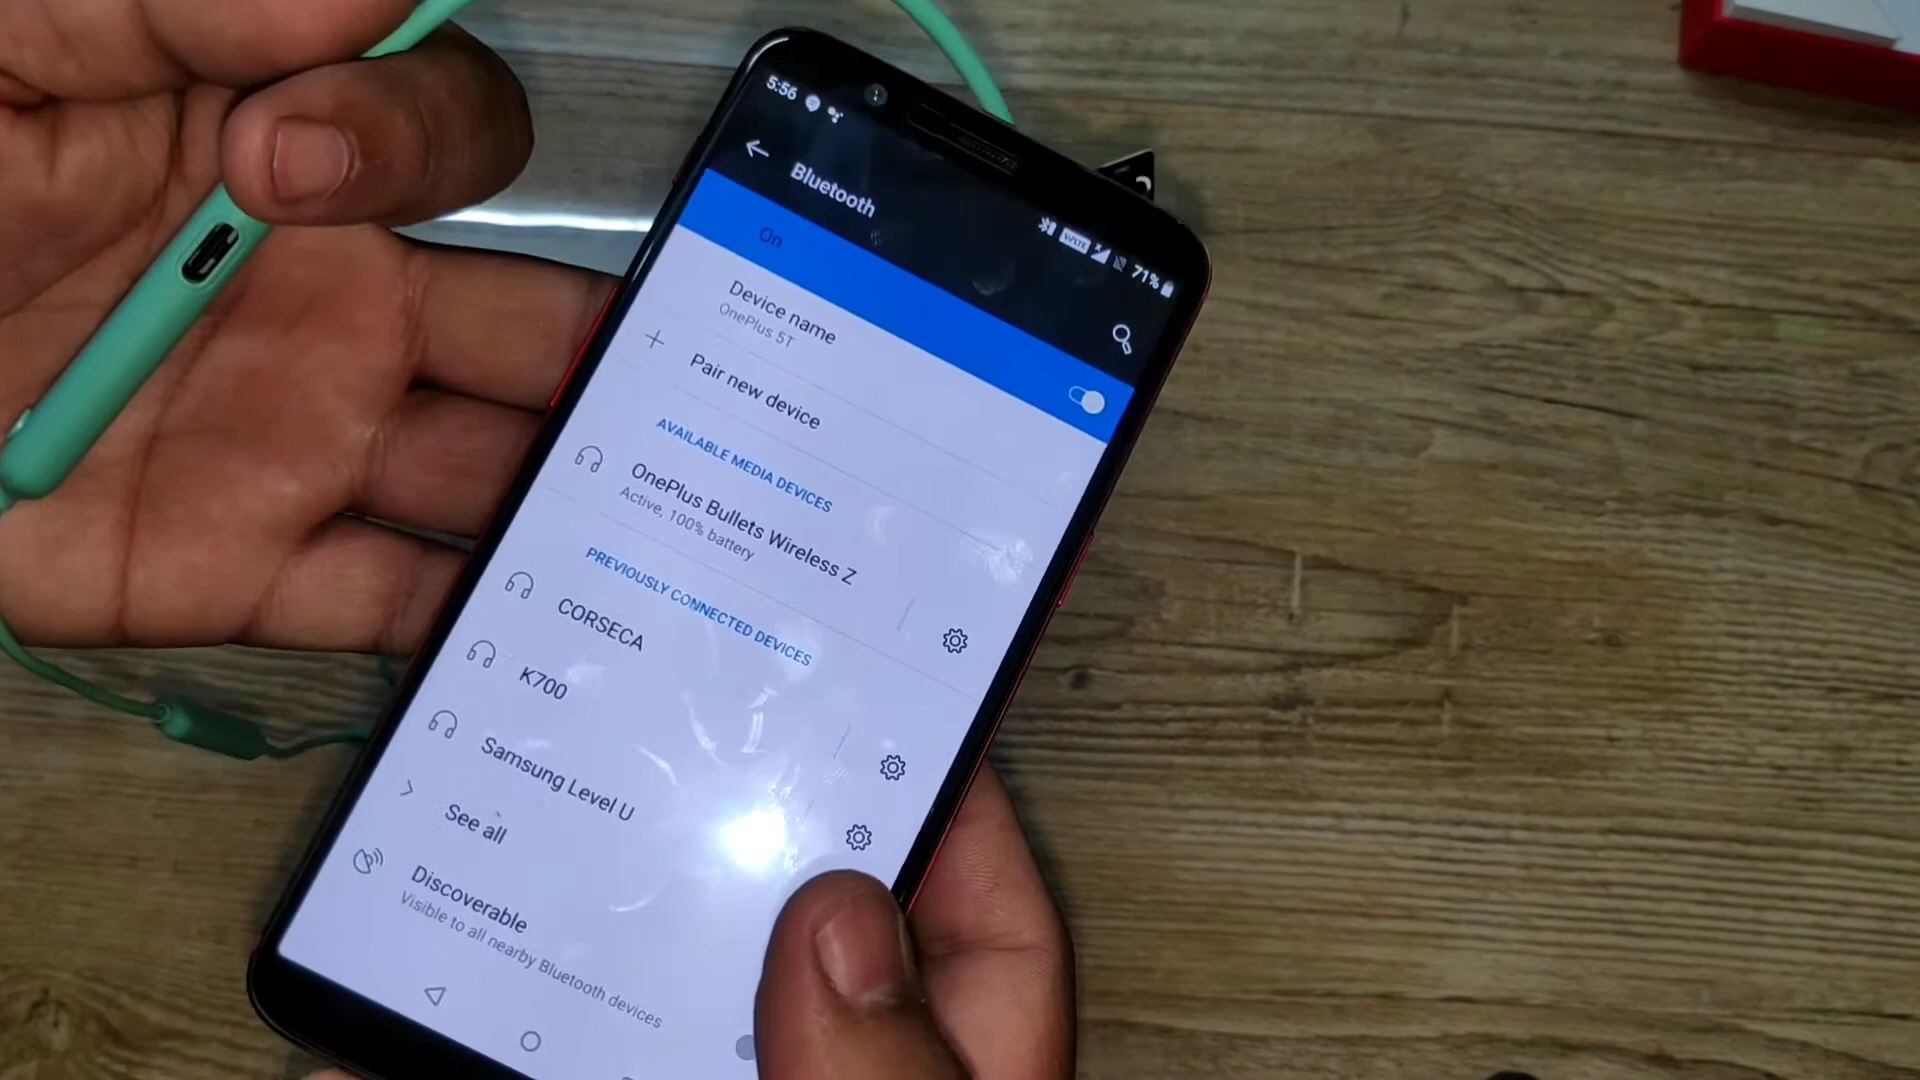 5:56
VoLTE
71%
Bluetooth
On
Device name
OnePlus 5T
Pair new device
AVAILABLE MEDIA DEVICES
OnePlus Bullets Wireless Z
Active, 100% battery
PREVIOUSLY CONNECTED DEVICES
CORSECA
K700
Samsung Level U
See all
Discoverable
Visible to all nearby Bluetooth devices